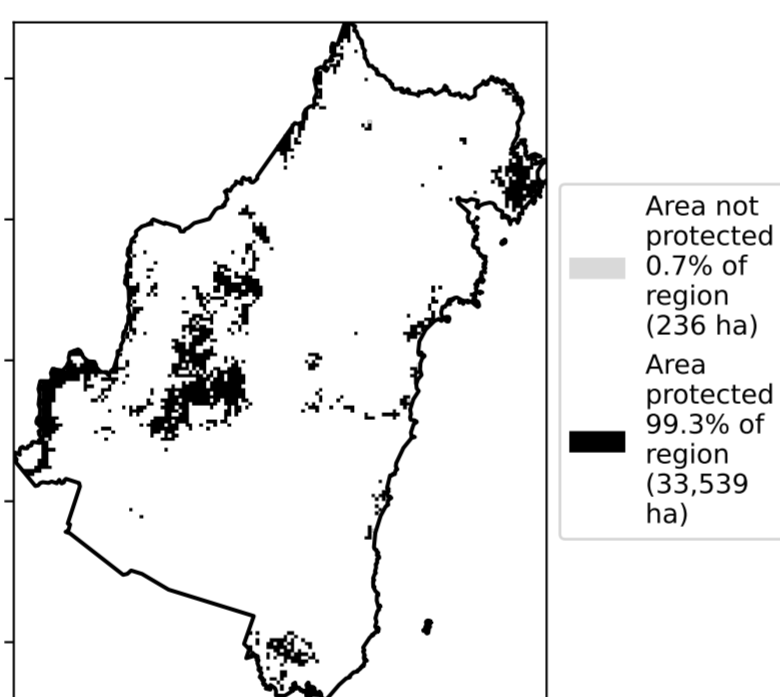 Area not
protected
0.7% of
region
(236 ha)
Area
protected
99.3% of
region
(33,539
ha)